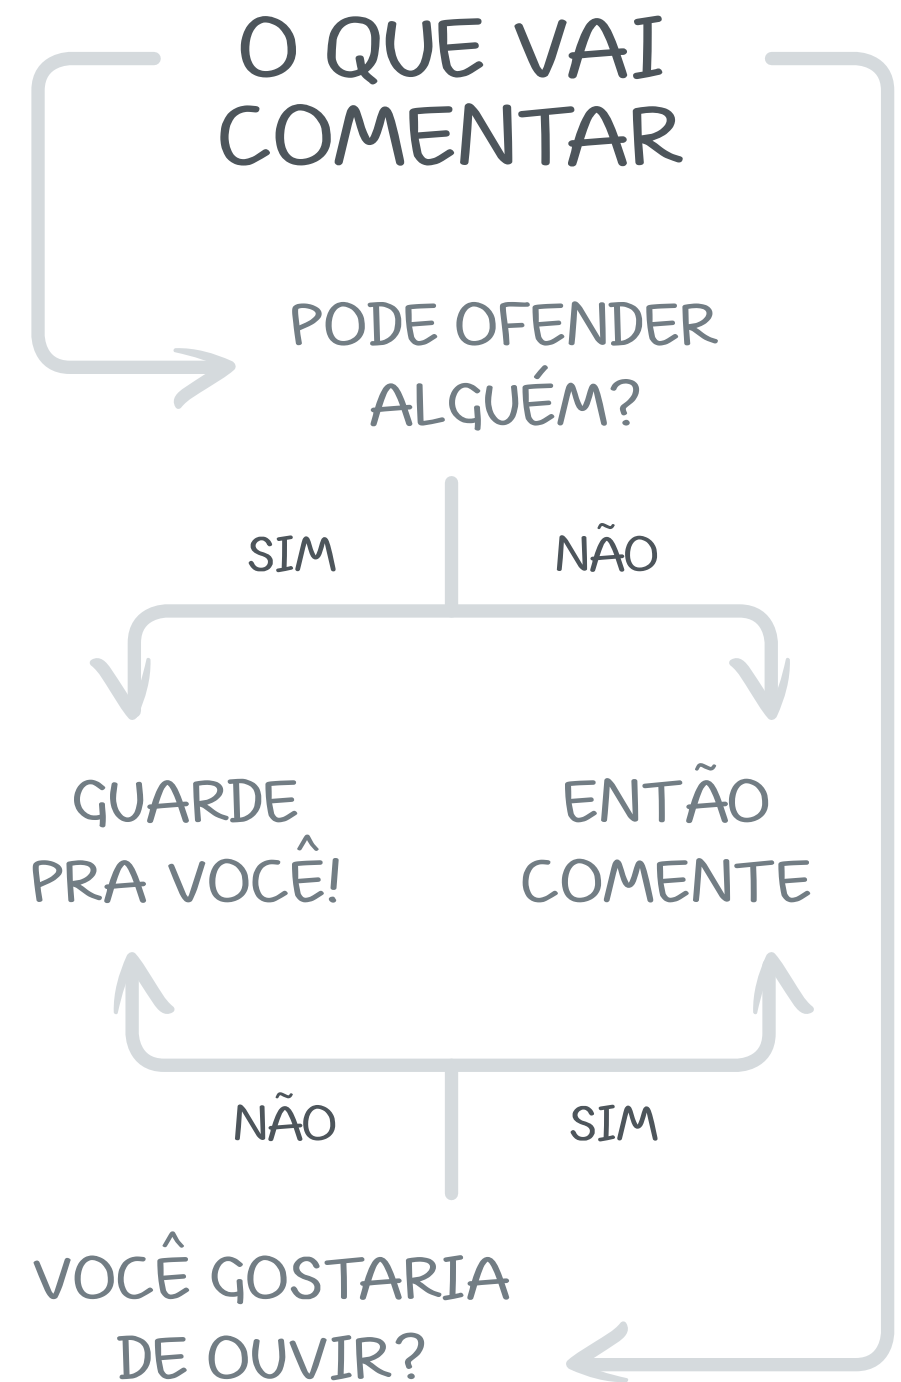 O QUE VAI
COMENTAR
PODE OFENDER
ALGUÉM?
SIM
NÃO
GUARDE
PRA VOCÊ!
ENTÃO
COMENTE
NÃO
SIM
VOCÊ GOSTARIA
DE OUVIR?